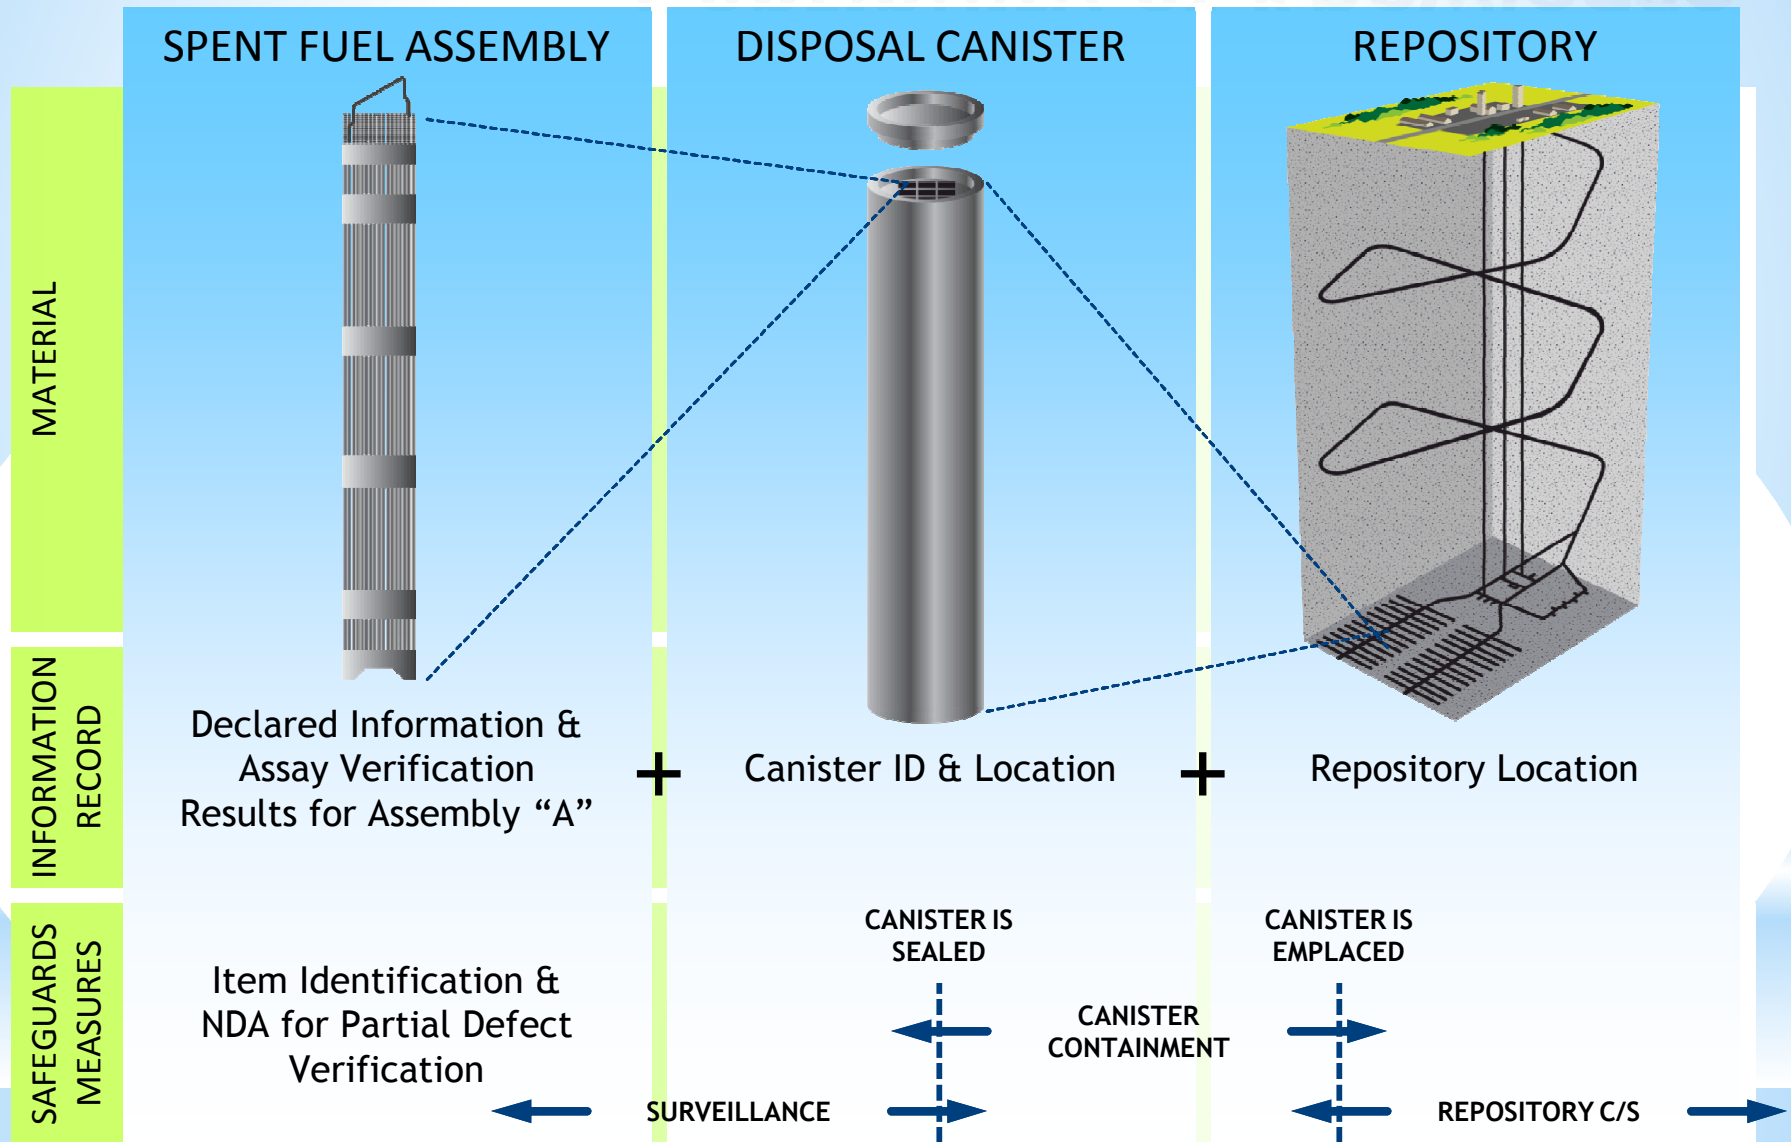 SPENT FUEL ASSEMBLY
DISPOSAL CANISTER
REPOSITORY
MATERIAL
INFORMATION
RECORD
Declared Information &
Assay Verification
Results for Assembly “A”
+
Canister ID & Location
+
Repository Location
SAFEGUARDS
MEASURES
Item Identification &
NDA for Partial Defect
Verification
CANISTER IS
SEALED
CANISTER IS
EMPLACED
CANISTER
CONTAINMENT
SURVEILLANCE
REPOSITORY C/S